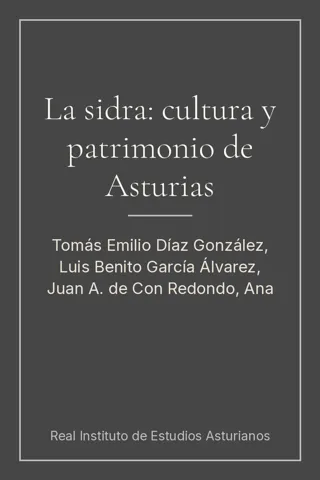 La sidra: cultura y
patrimonio de
Asturias
Tomás Emilio Díaz González,
Luis Benito García Álvarez,
Juan A. de Con Redondo, Ana
Real Instituto de Estudios Asturianos